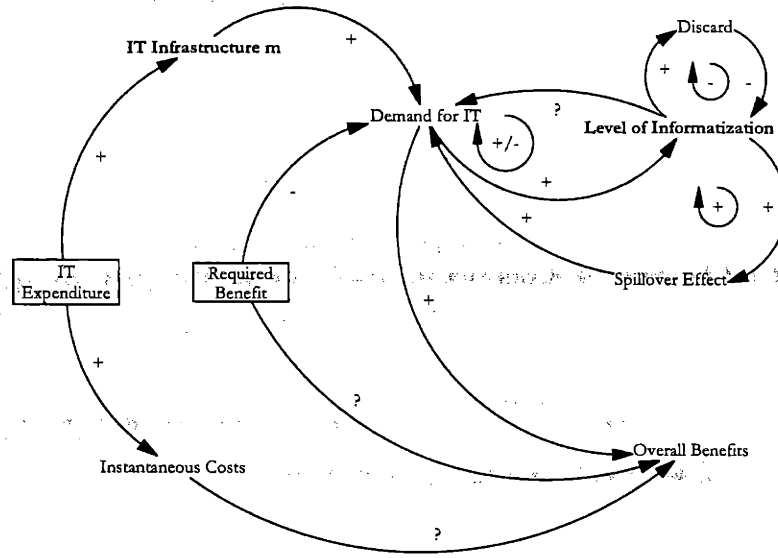 Discard
IT Infrastructure m
+
+
-
-
Demand for IT
?
Level of Informatization
+/-
+
+
-
+
+
+
+
IT
Expenditure
Required
Benefit
Spillover Effect
+
+
?
Overall Benefits
Instantaneous Costs
?